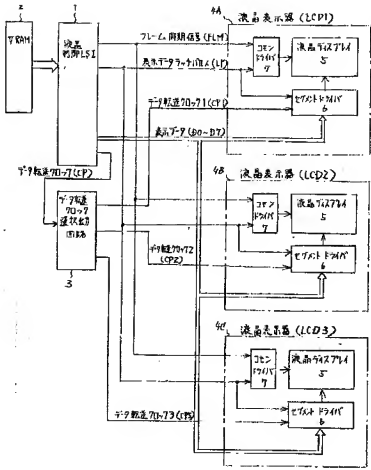 2
VRAM
1
液晶
制御LSI
フレーム同期信号(FLM)
表示データラッチパルス(LP)
データ転送クロック1(CP1)
表示データ(D0~D7)
データ転送クロック(CP)
データ転送
クロック
選択出力
回路
3
データ転送クロック2
(CP2)
データ転送クロック3(CP3)
4A
液晶表示器(LCD1)
コモン
ドライバ
7
液晶ディスプレイ
5
セグメントドライバ
6
4B
液晶表示器(LCD2)
コモン
ドライバ
7
液晶ディスプレイ
5
セグメントドライバ
6
4C
液晶表示器(LCD3)
コモン
ドライバ
7
液晶ディスプレイ
5
セグメントドライバ
6